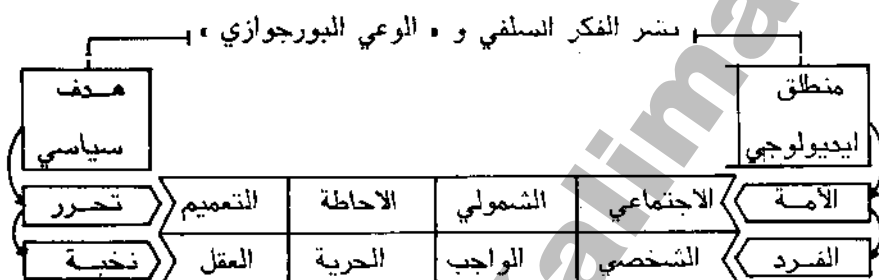 نشر الفكر السلفي و « الوعي البورجوازي »
منطلق هدف
ايديولوجي سياسي
الأمة الاجتماعي الشمولي الاحاطة التعميم تحرر
الفرد الشخصي الواجب الحرية العقل نخبة